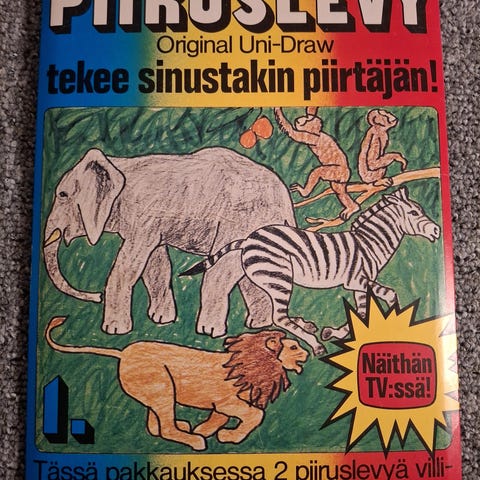 PIIRUSLEVY
Original Uni-Draw
tekee sinustakin piirtäjän!
Näithän
TV:ssä!
1.
Tässä pakkauksessa 2 piiruslevyä villi-